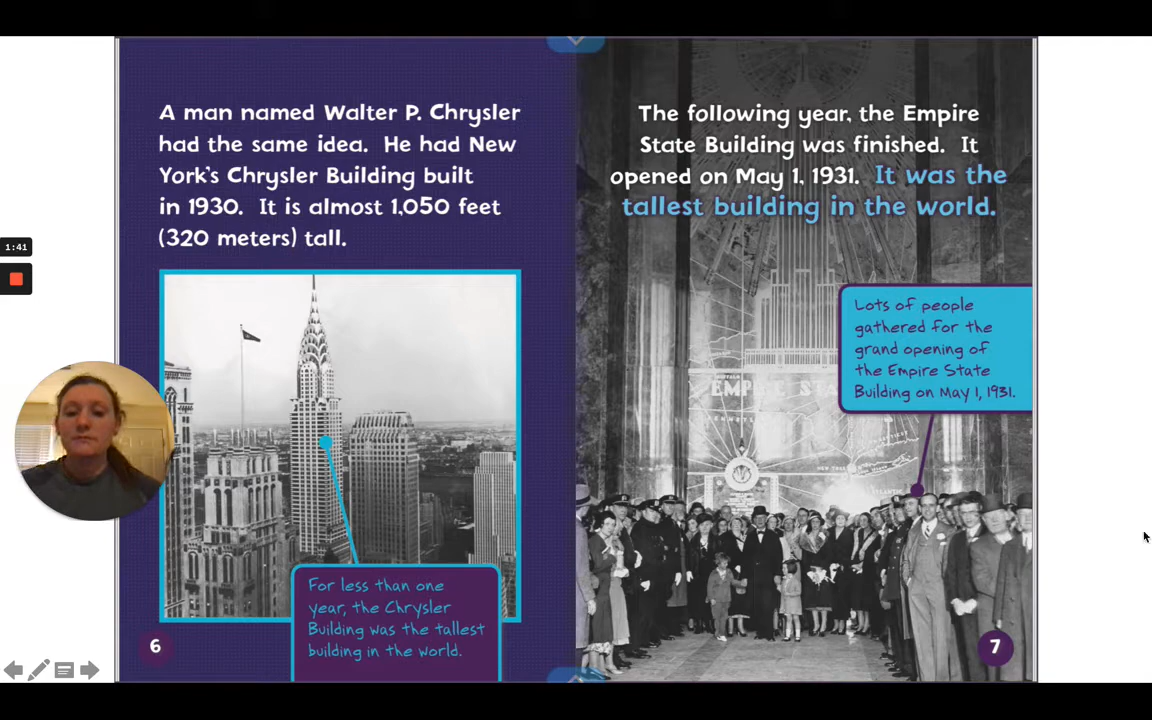 A man named Walter P. Chrysler
had the same idea. He had New
York's Chrysler Building built
in 1930. It is almost 1,050 feet
(320 meters) tall.
For less than one
year, the Chrysler
Building was the tallest
building in the world.
6
The following year, the Empire
State Building was finished. It
opened on May 1, 1931. It was the
tallest building in the world.
Lots of people
gathered for the
grand opening of
the Empire State
Building on May 1, 1931.
7
1:41